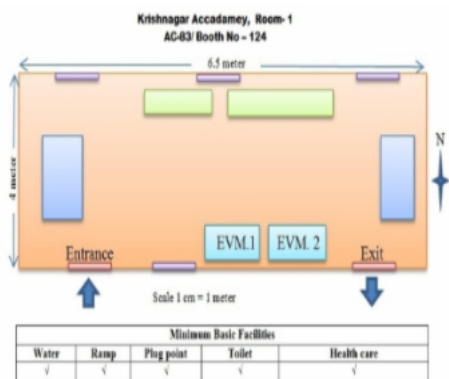 Krishnagar Accadamey, Room- 1
AC-83/ Booth No – 124
6.5 meter
4 meter
N
EVM.1 EVM. 2
Entrance Exit
Scale 1 cm = 1 meter
Minimum Basic Facilities
Water Ramp Plug point Toilet Health care
√ √ √ √ √